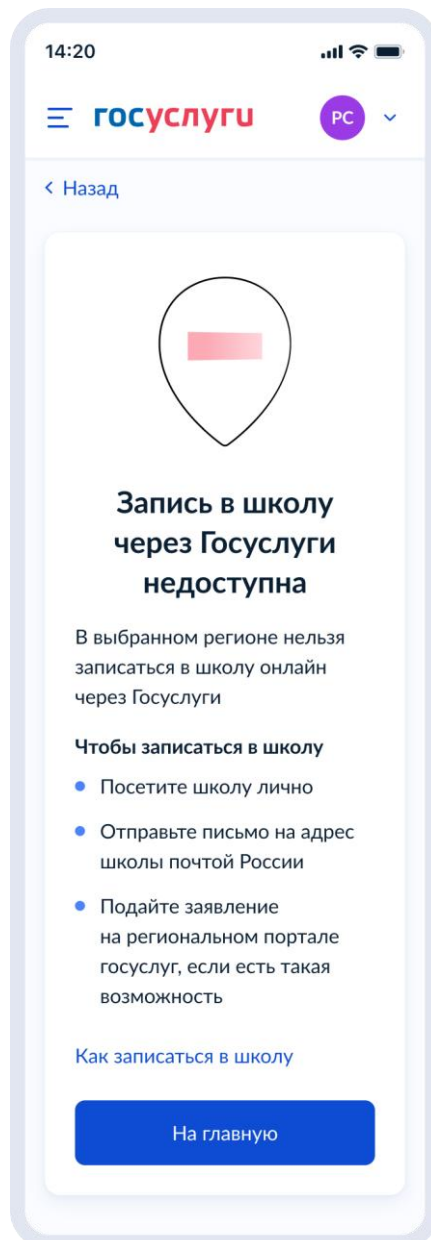 14:20
госуслуги
РС
Назад
Запись в школу
через Госуслуги
недоступна
В выбранном регионе нельзя
записаться в школу онлайн
через Госуслуги
Чтобы записаться в школу
Посетите школу лично
Отправьте письмо на адрес
школы почтой России
Подайте заявление
на региональном портале
госуслуг, если есть такая
возможность
Как записаться в школу
На главную